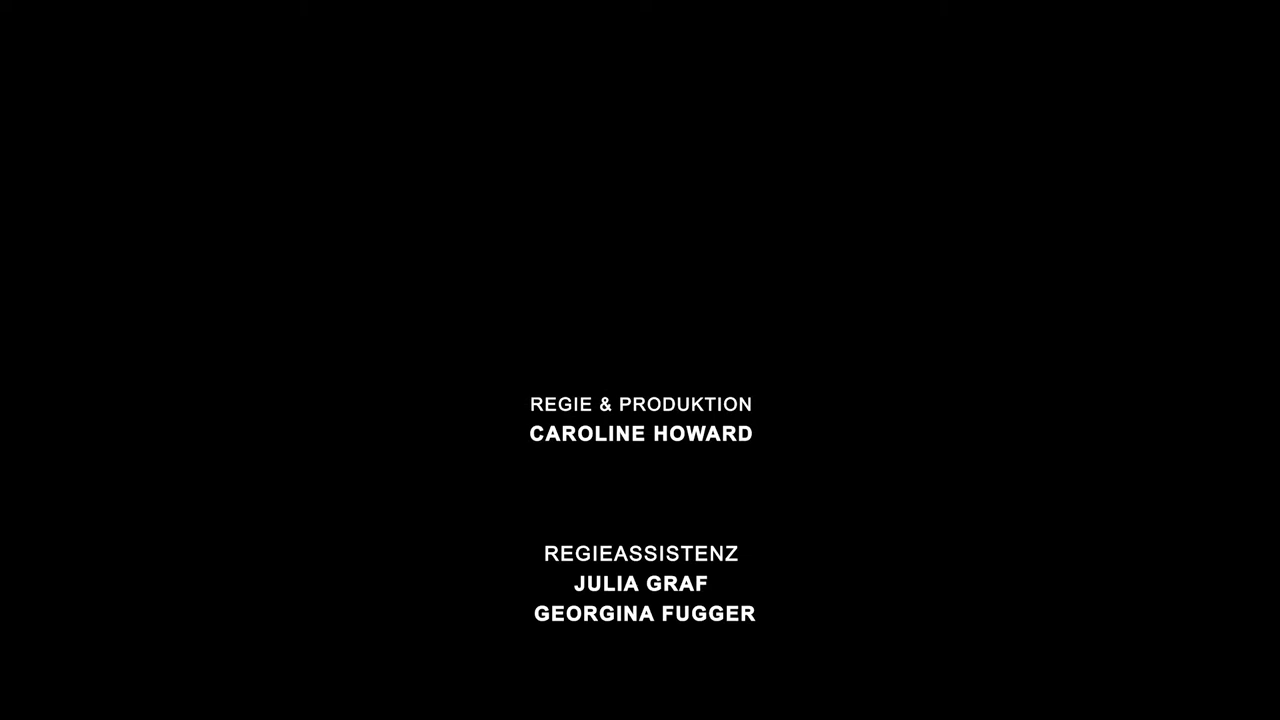 REGIE & PRODUKTION
CAROLINE HOWARD
REGIEASSISTENZ
JULIA GRAF
GEORGINA FUGGER